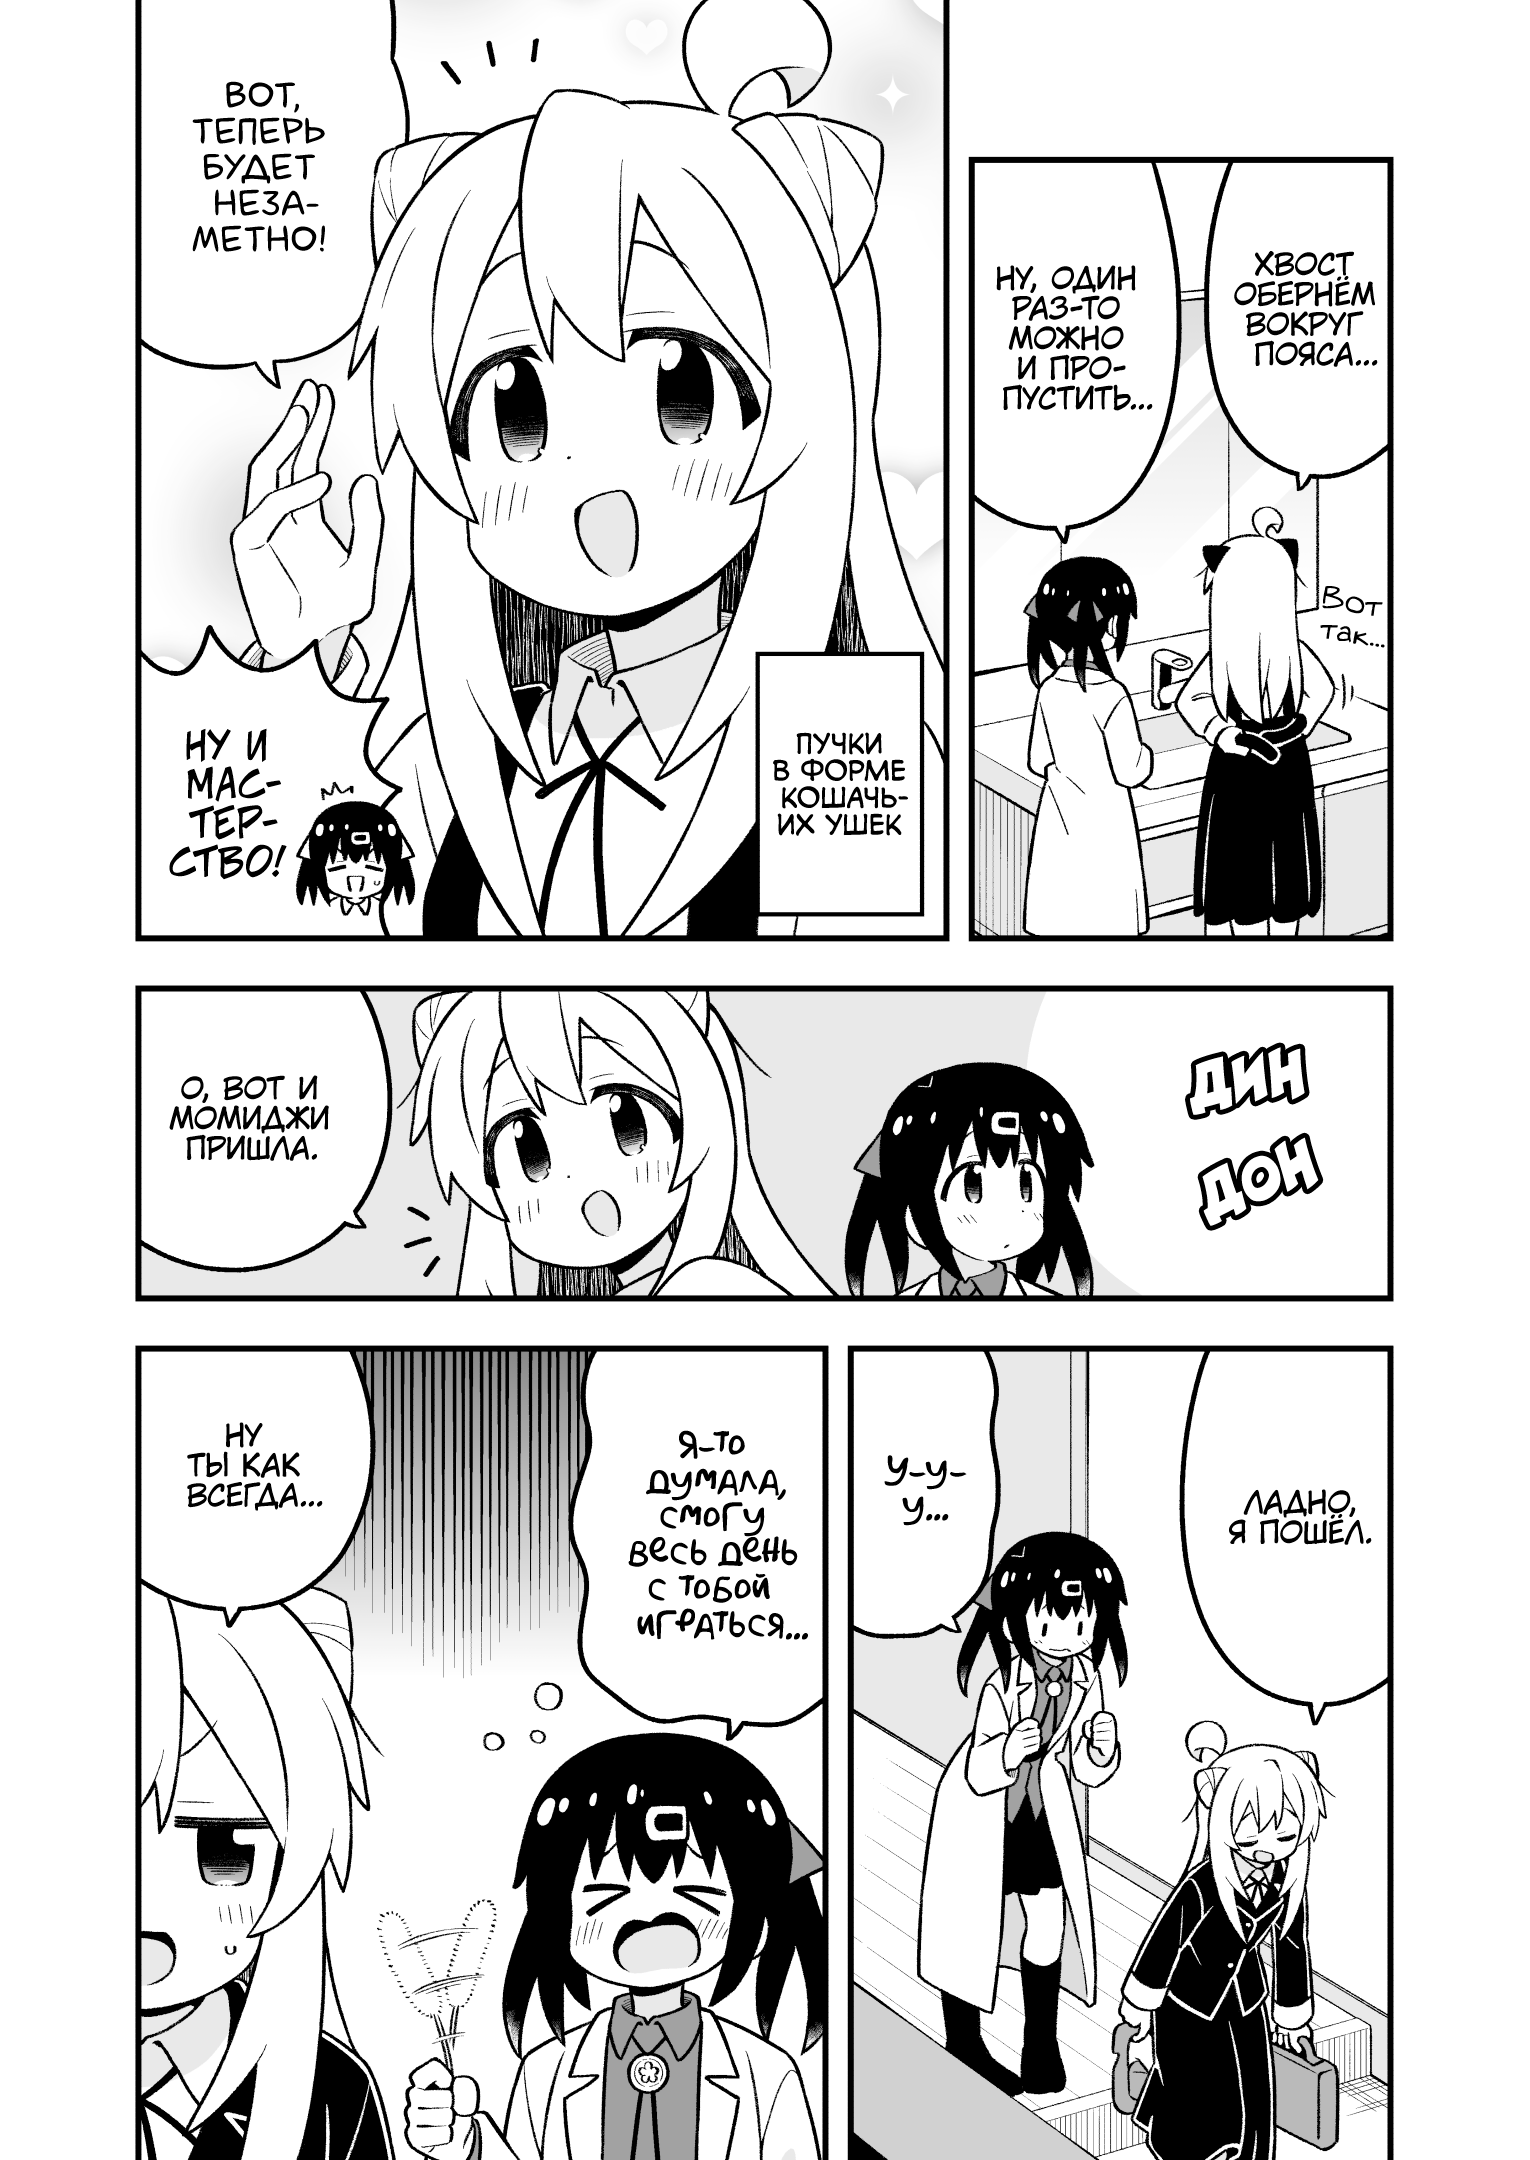 ХВОСТ
ОБЕРНЁМ
ВОКРУГ
ПОЯСА...
НУ, ОДИН
РАЗ-ТО
МОЖНО
И ПРО-
ПУСТИТЬ...
Вот
так...
ВОТ,
ТЕПЕРЬ
БУДЕТ
НЕЗА-
МЕТНО!
ПУЧКИ
В ФОРМЕ
КОШАЧЬ-
ИХ УШЕК
НУ И
МАС-
ТЕР-
СТВО!
ДИН
ДОН
О, ВОТ И
МОМИДЖИ
ПРИШЛА.
ЛАДНО,
Я ПОШЁЛ.
У-У-
У...
Я-ТО
ДУМАЛА,
СМОГУ
ВЕСЬ ДЕНЬ
С ТОБОЙ
ИГРАТЬСЯ...
НУ
ТЫ КАК
ВСЕГДА...